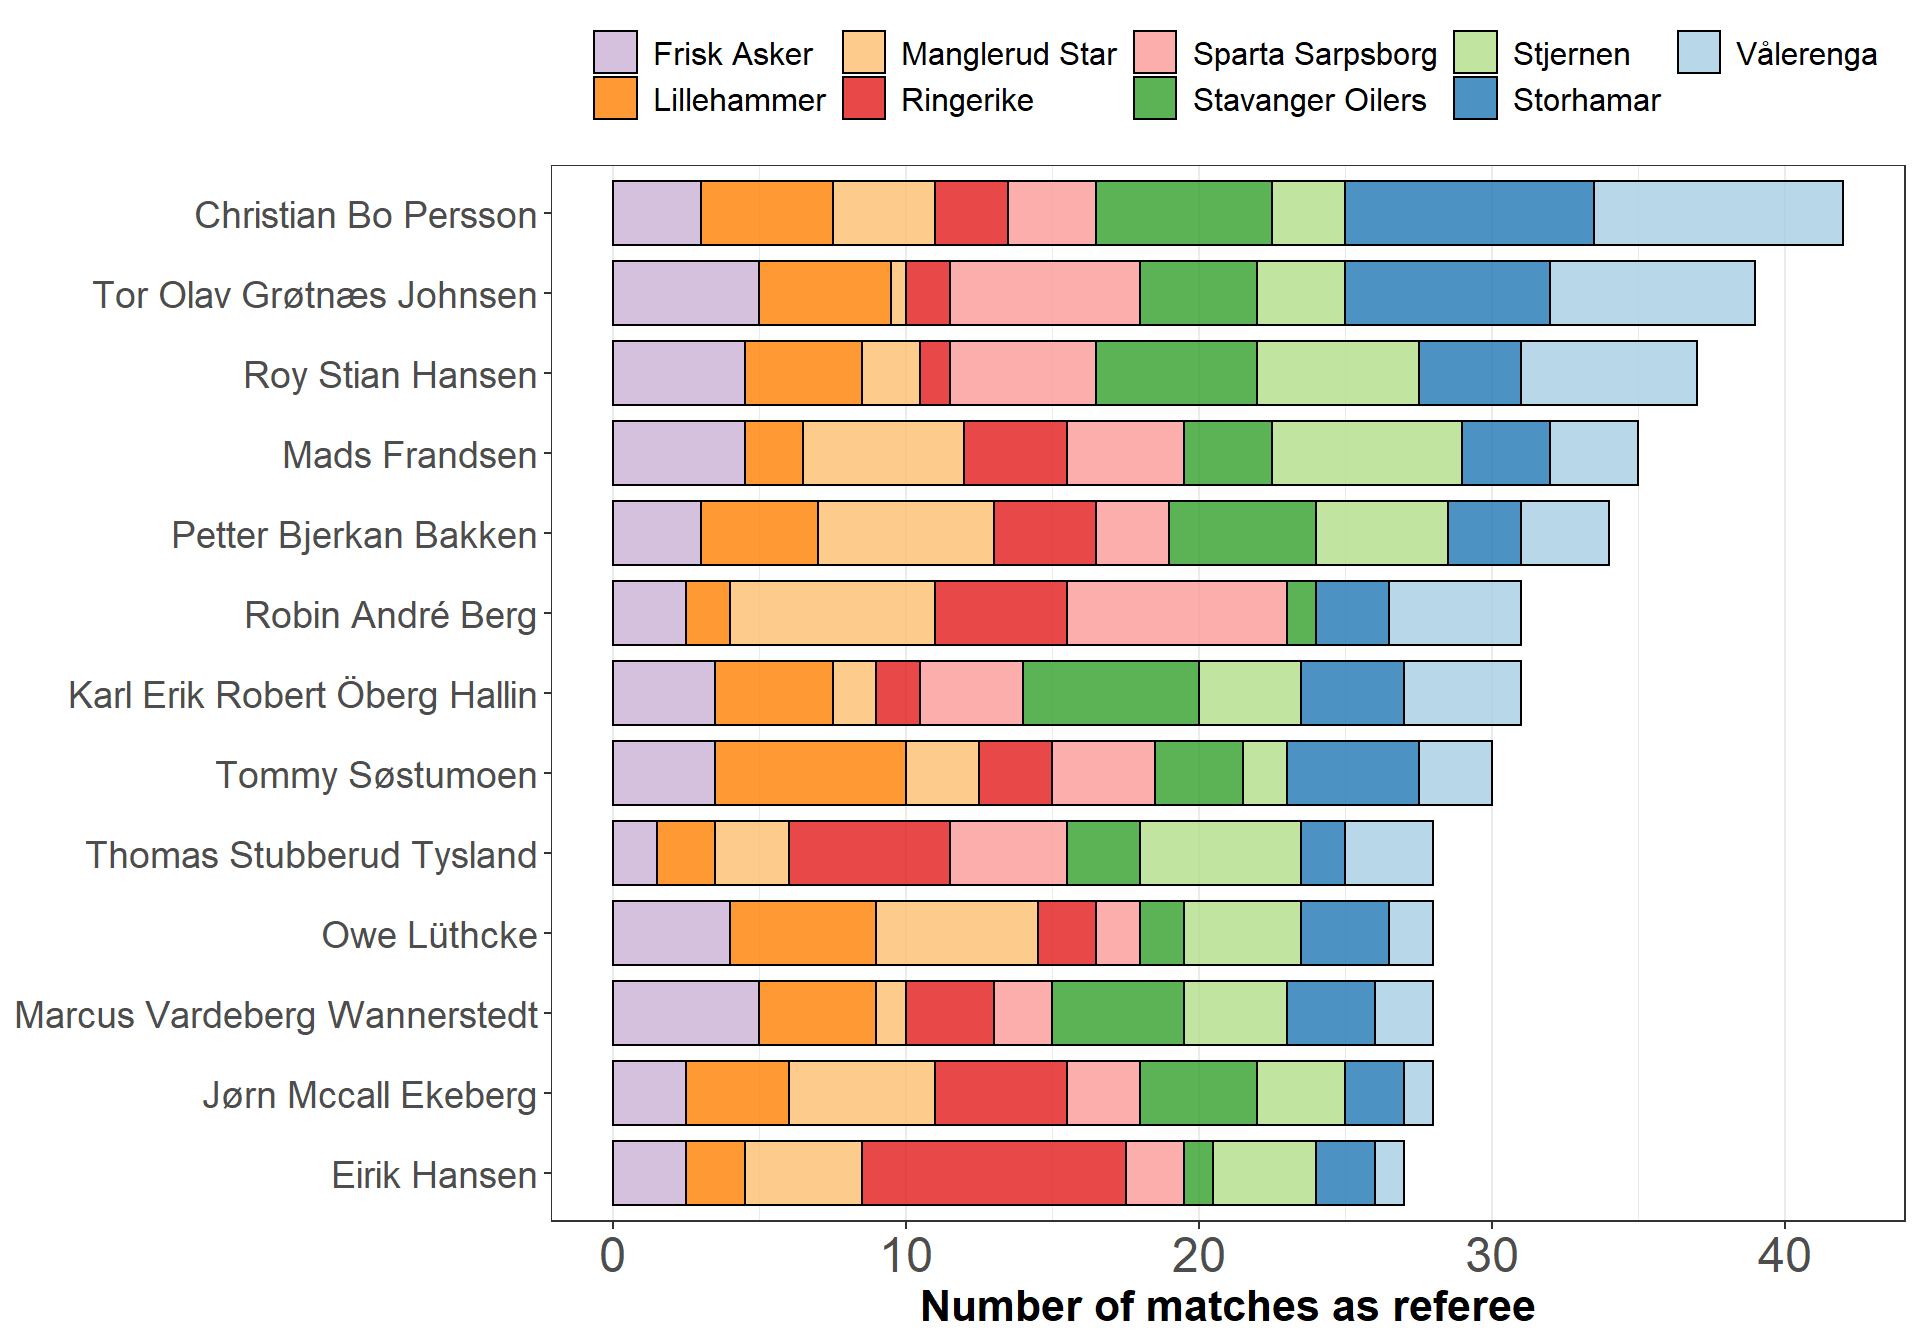 Frisk Asker Manglerud Star Sparta Sarpsborg Stjernen Vålerenga
Lillehammer Ringerike Stavanger Oilers Storhamar
Christian Bo Persson
Tor Olav Grøtnæs Johnsen
Roy Stian Hansen
Mads Frandsen
Petter Bjerkan Bakken
Robin André Berg
Karl Erik Robert Öberg Hallin
Tommy Søstumoen
Thomas Stubberud Tysland
Owe Lüthcke
Marcus Vardeberg Wannerstedt
Jørn Mccall Ekeberg
Eirik Hansen
0 10 20 30 40
Number of matches as referee